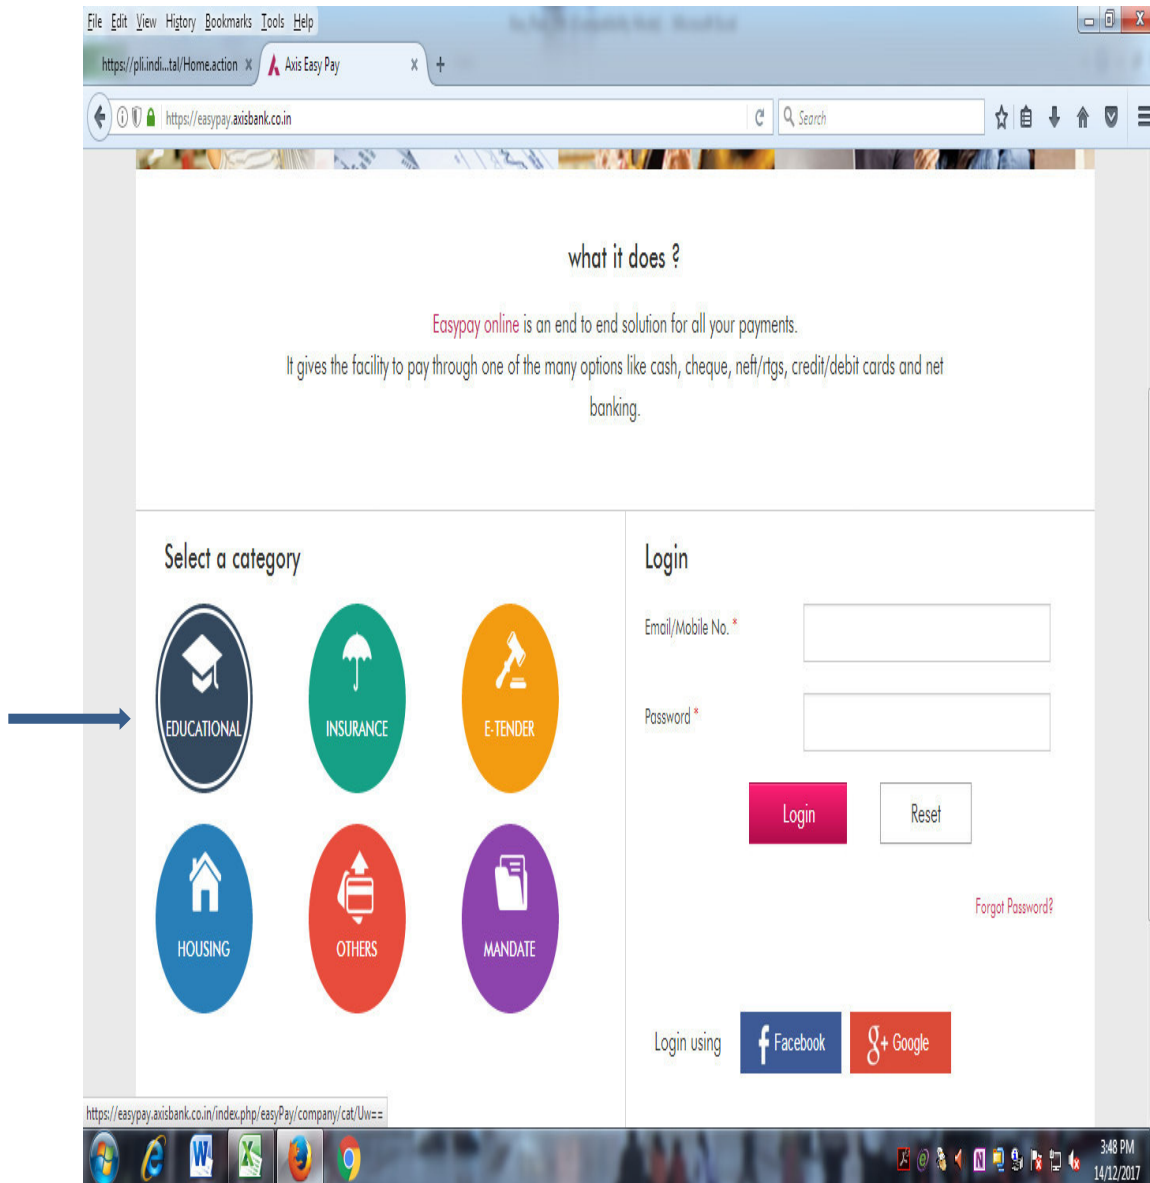 File Edit View History Bookmarks Tools Help
https://pli.indi...tal/Home.action × Axis Easy Pay × +
https://easypay.axisbank.co.in Search
what it does ?
Easypay online is an end to end solution for all your payments.
It gives the facility to pay through one of the many options like cash, cheque, neft/rtgs, credit/debit cards and net
banking.
Select a category
EDUCATIONAL INSURANCE E-TENDER
HOUSING OTHERS MANDATE
Login
Email/Mobile No. *
Password *
Login Reset
Forgot Password?
Login using Facebook g+ Google
https://easypay.axisbank.co.in/index.php/easyPay/company/cat/Uw==
3:48 PM
14/12/2017